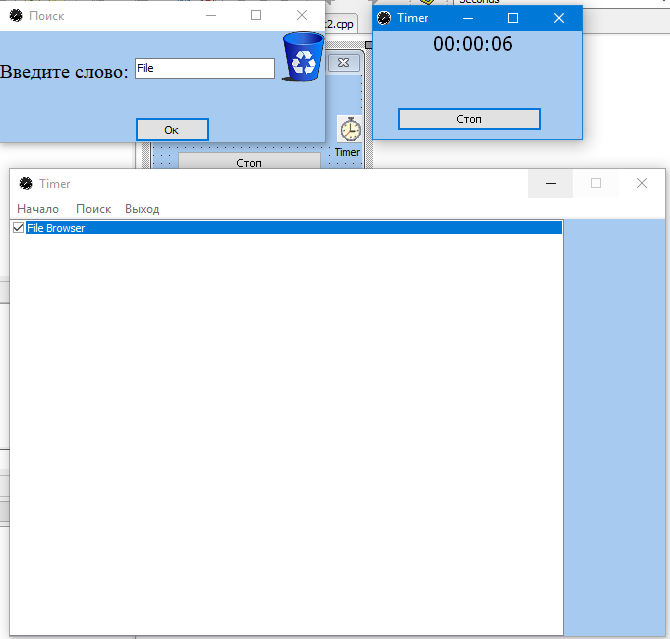 Поиск
Введите слово:
File
Ок
Seconds
t2.cpp
Timer
00:00:06
Стоп
Timer
Стоп
Timer
Начало Поиск Выход
File Browser